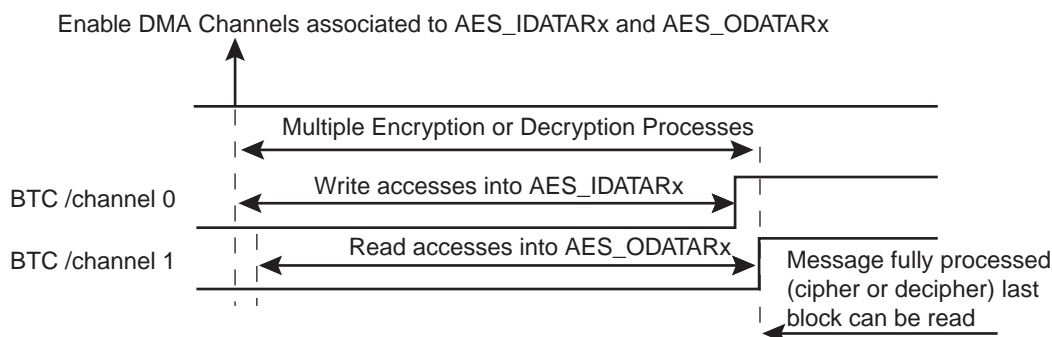 Enable DMA Channels associated to AES_IDATARx and AES_ODATARx
Multiple Encryption or Decryption Processes
BTC /channel 0
Write accesses into AES_IDATARx
BTC /channel 1
Read accesses into AES_ODATARx
Message fully processed
(cipher or decipher) last
block can be read